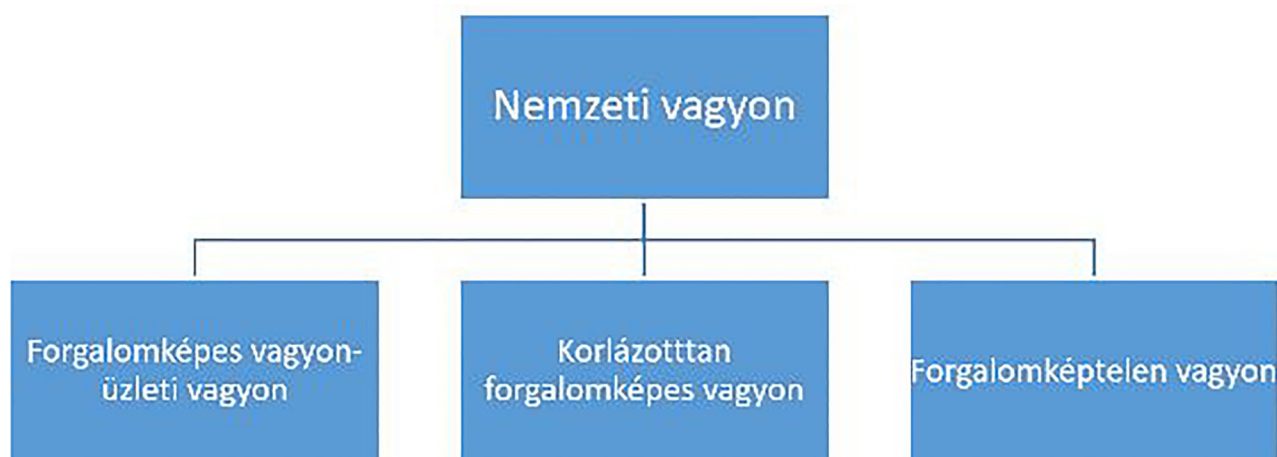 Nemzeti vagyon
Forgalomképes vagyon-
üzleti vagyon
Korlázotttan
forgalomképes vagyon
Forgalomképtelen vagyon